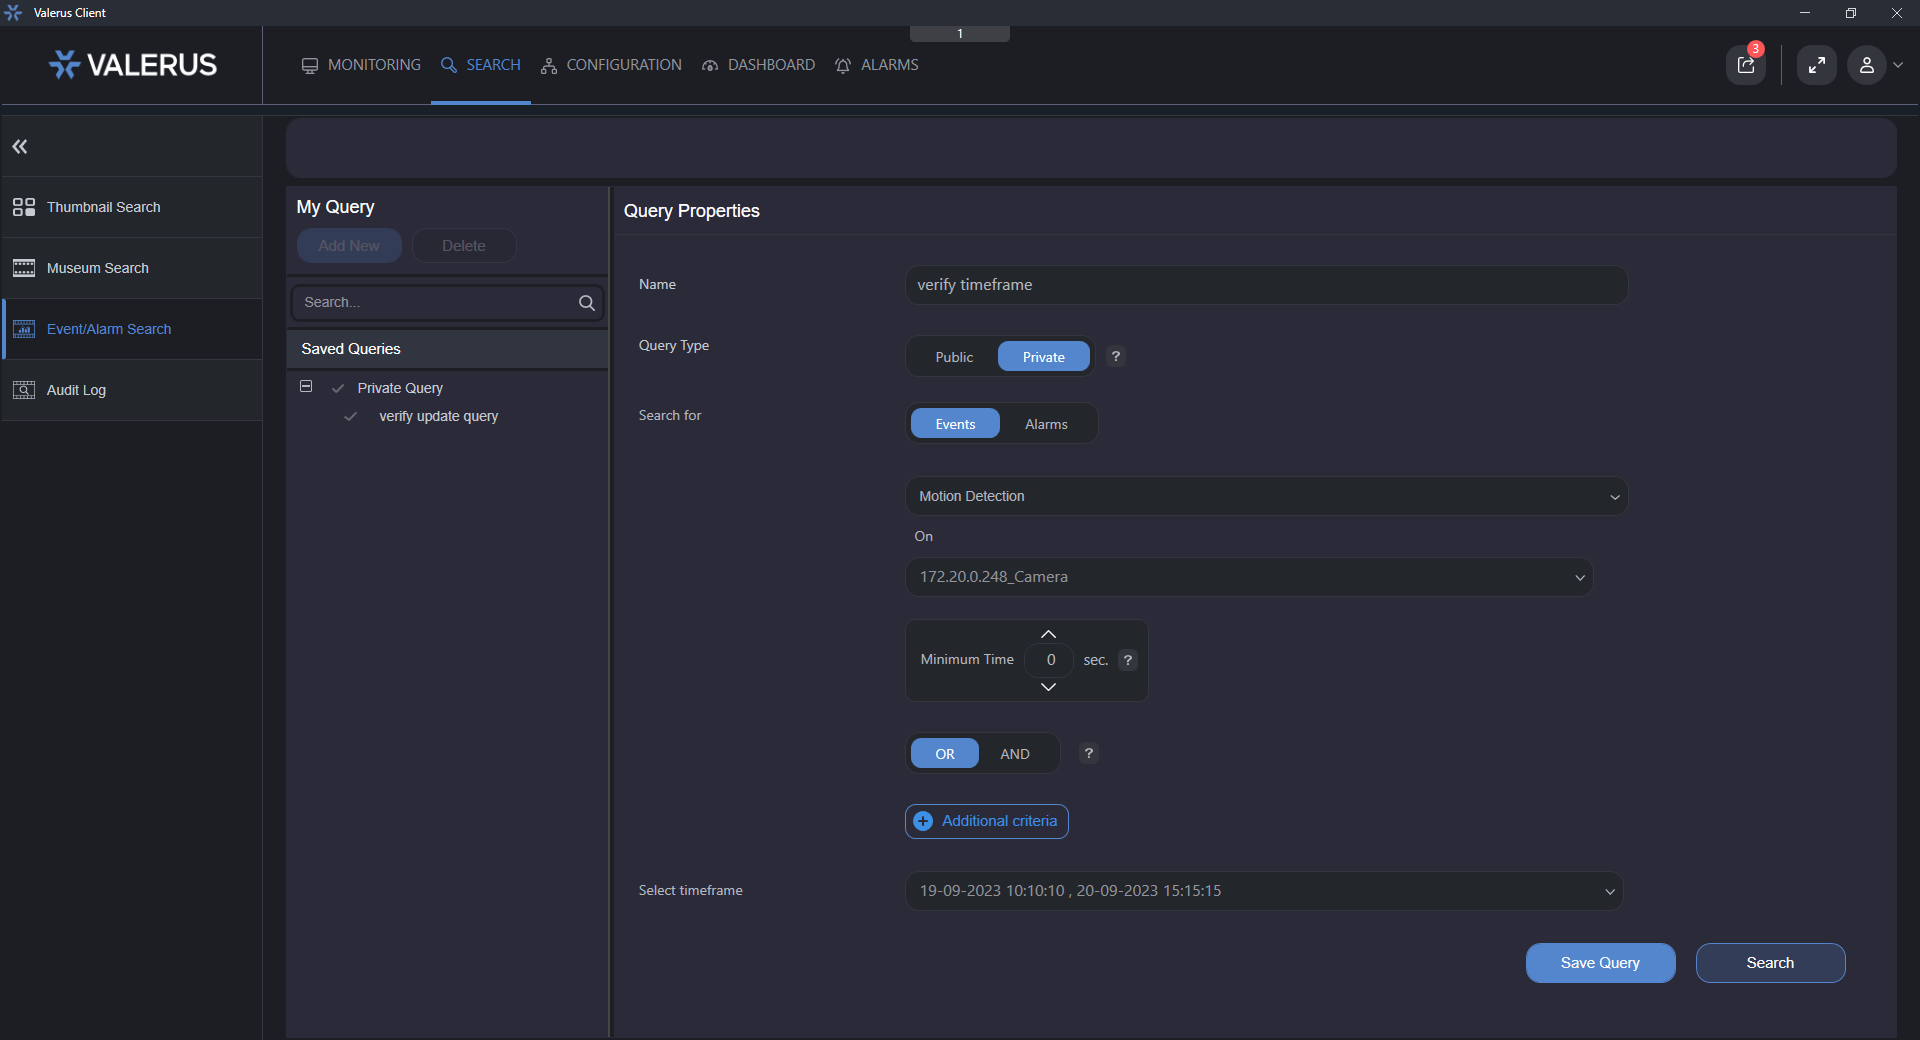 Valerus Client
1
VALERUS
MONITORING
SEARCH
CONFIGURATION
DASHBOARD
ALARMS
3
Thumbnail Search
Museum Search
Event/Alarm Search
Audit Log
My Query
Add New
Delete
Search...
Saved Queries
Private Query
verify update query
Query Properties
Name
verify timeframe
Query Type
Public
Private
?
Search for
Events
Alarms
Motion Detection
On
172.20.0.248_Camera
Minimum Time
0
sec.
?
OR
AND
?
Additional criteria
Select timeframe
19-09-2023 10:10:10 , 20-09-2023 15:15:15
Save Query
Search